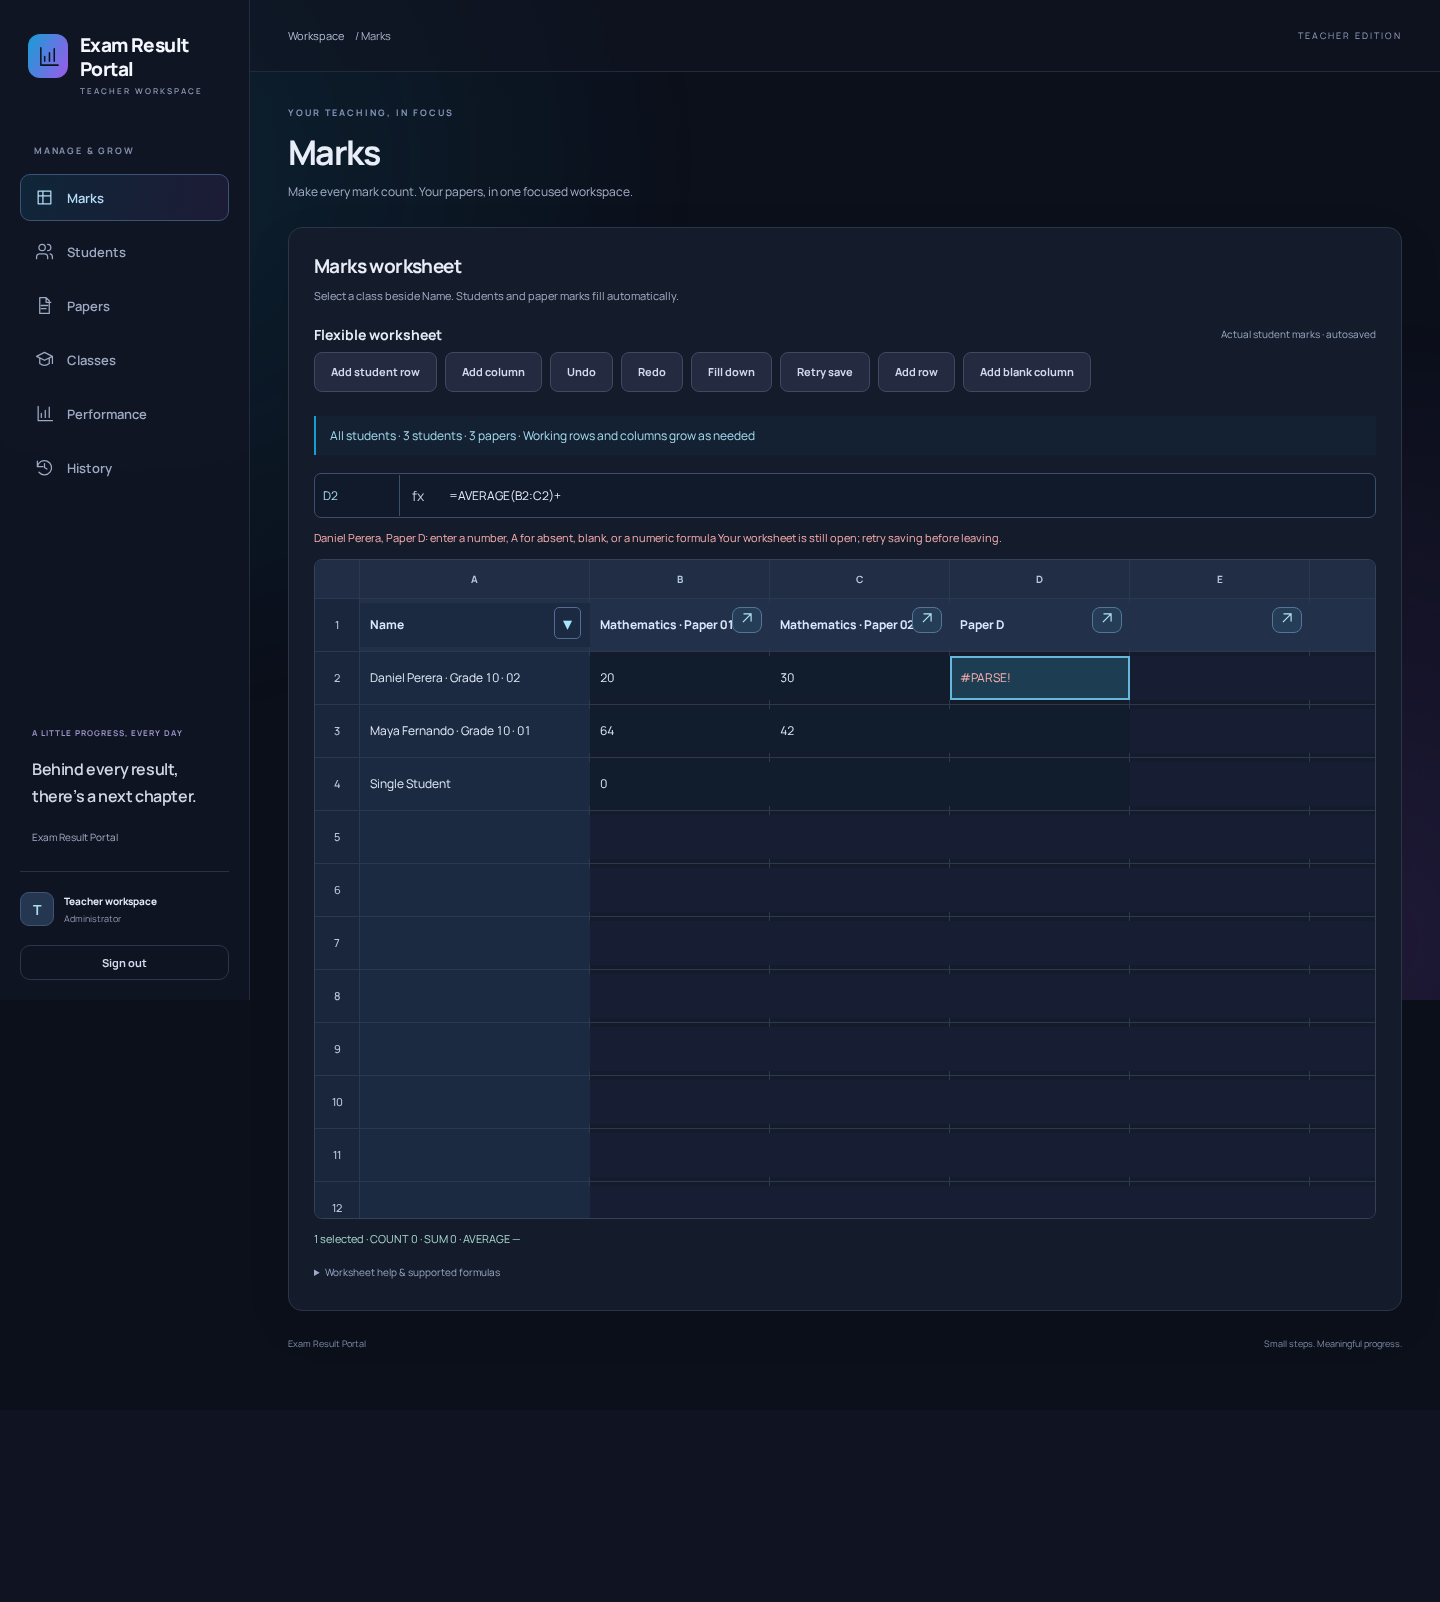 Exam Result
Portal
TEACHER WORKSPACE
MANAGE & GROW
Marks
Students
Papers
Classes
Performance
History
A LITTLE PROGRESS, EVERY DAY
Behind every result,
there's a next chapter.
Exam Result Portal
T
Teacher workspace
Administrator
Sign out
Workspace / Marks
TEACHER EDITION
YOUR TEACHING, IN FOCUS
Marks
Make every mark count. Your papers, in one focused workspace.
Marks worksheet
Select a class beside Name. Students and paper marks fill automatically.
Flexible worksheet
Actual student marks · autosaved
Add student row Add column Undo Redo Fill down Retry save Add row Add blank column
All students · 3 students · 3 papers · Working rows and columns grow as needed
D2 fx =AVERAGE(B2:C2)+
Daniel Perera, Paper D: enter a number, A for absent, blank, or a numeric formula Your worksheet is still open; retry saving before leaving.
A B C D E
1 Name ▼ Mathematics · Paper 01 Mathematics · Paper 02 Paper D
2 Daniel Perera · Grade 10 · 02 20 30 #PARSE!
3 Maya Fernando · Grade 10 · 01 64 42
4 Single Student 0
5
6
7
8
9
10
11
12
1 selected · COUNT 0 · SUM 0 · AVERAGE —
▶ Worksheet help & supported formulas
Exam Result Portal
Small steps. Meaningful progress.